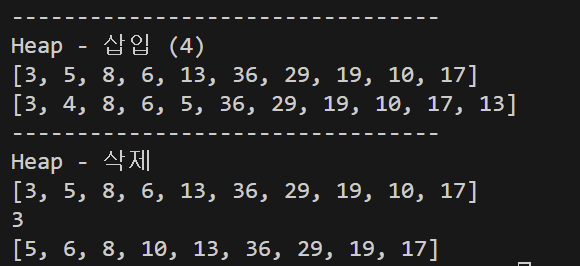 ---------------------------------
Heap - 삽입 (4)
[3, 5, 8, 6, 13, 36, 29, 19, 10, 17]
[3, 4, 8, 6, 5, 36, 29, 19, 10, 17, 13]
---------------------------------
Heap - 삭제
[3, 5, 8, 6, 13, 36, 29, 19, 10, 17]
3
[5, 6, 8, 10, 13, 36, 29, 19, 17]